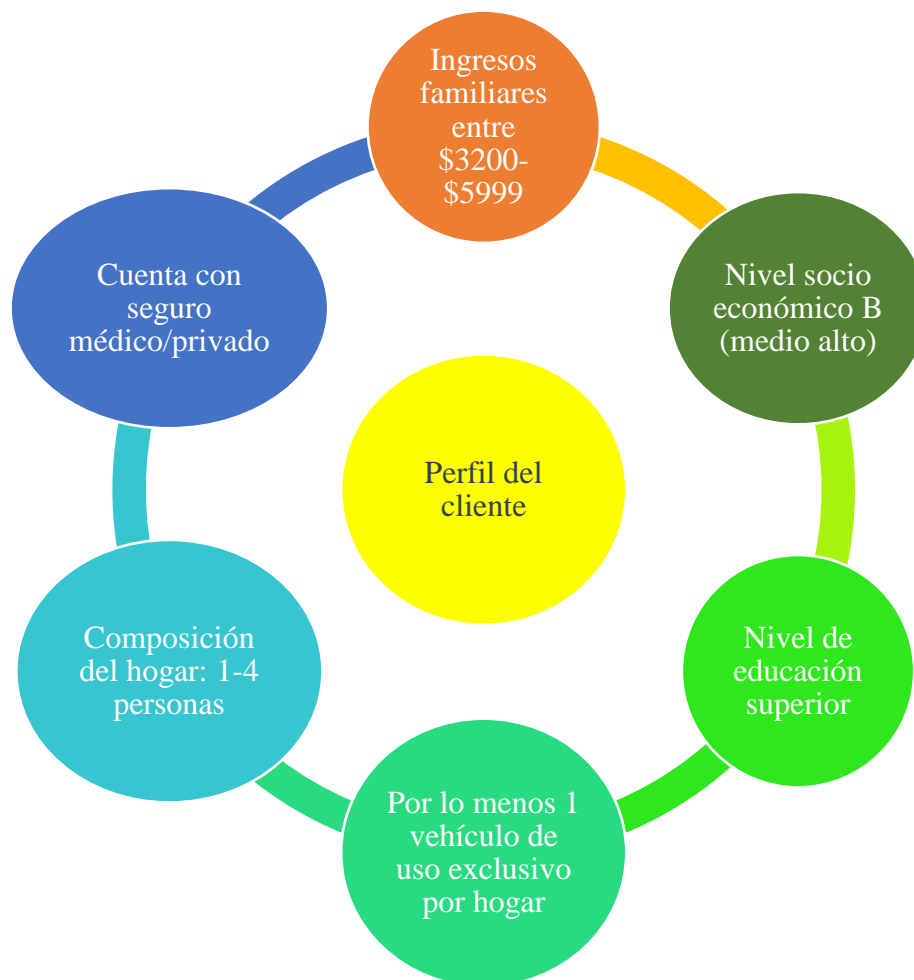 Ingresos
familiares
entre
$3200-
$5999
Nivel socio
económico B
(medio alto)
Nivel de
educación
superior
Por lo menos 1
vehículo de
uso exclusivo
por hogar
Composición
del hogar: 1-4
personas
Cuenta con
seguro
médico/privado
Perfil del
cliente